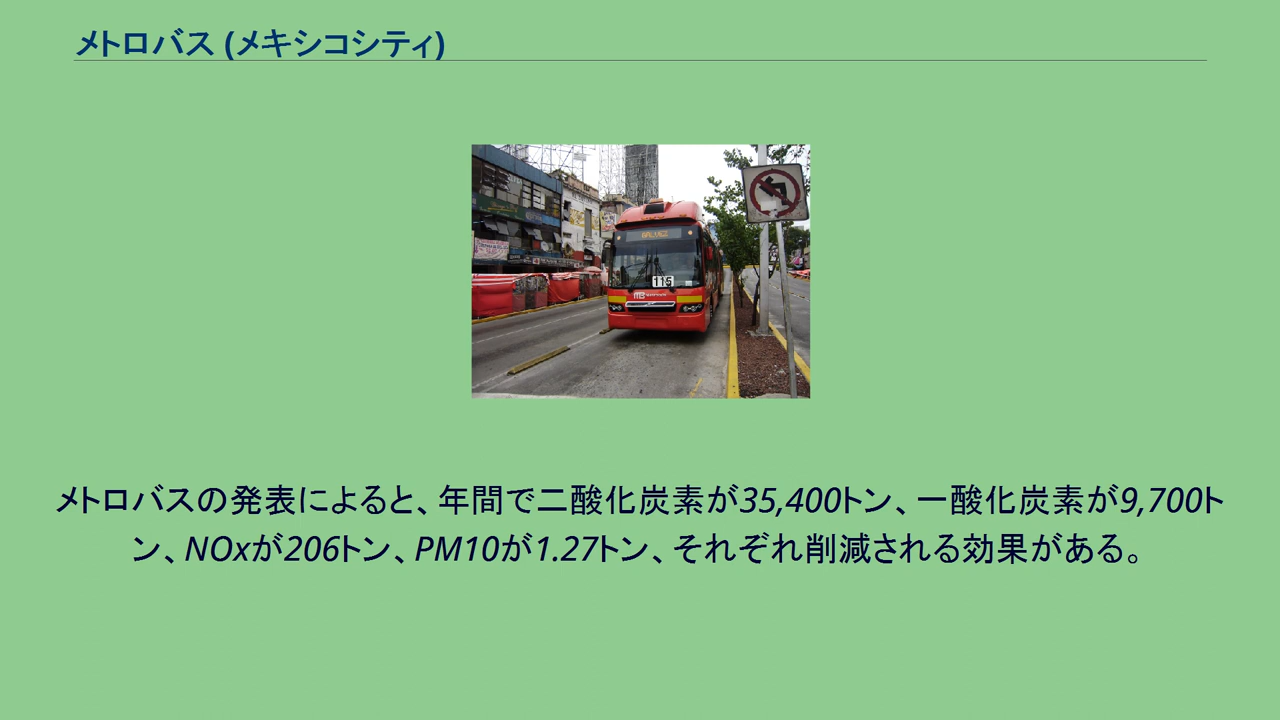 メトロバス (メキシコシティ)
115
メトロバスの発表によると、年間で二酸化炭素が35,400トン、一酸化炭素が9,700ト
ン、NOxが206トン、PM10が1.27トン、それぞれ削減される効果がある。